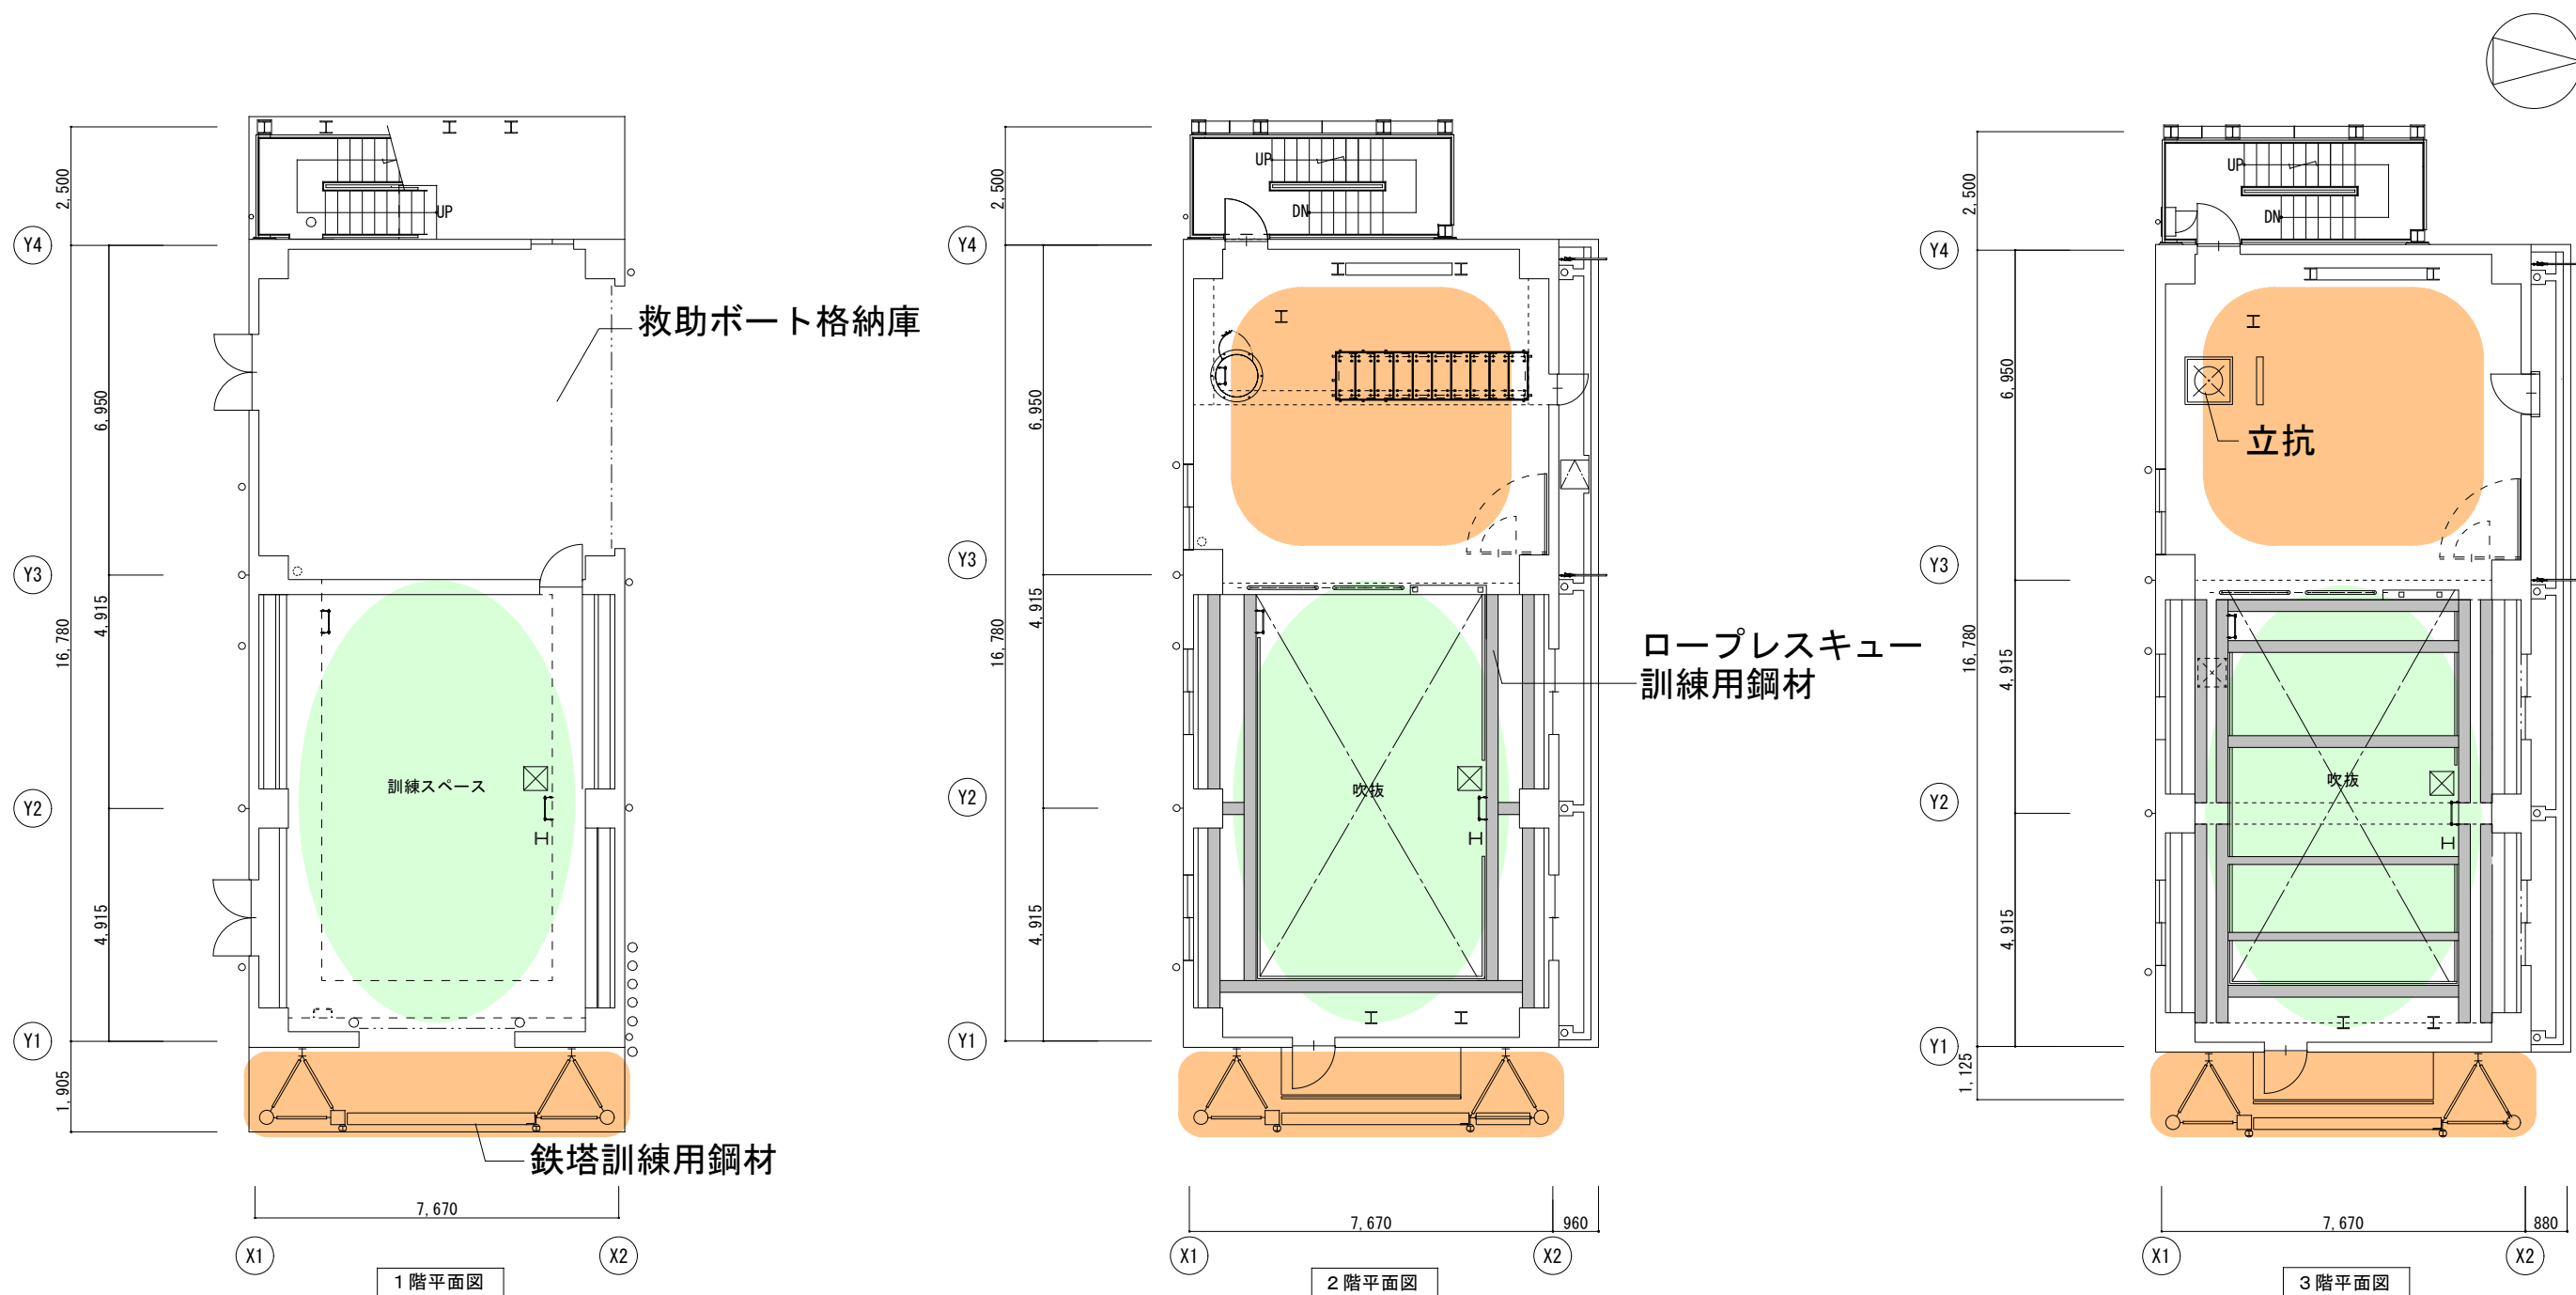 2,500
Y4
6,950
Y3
4,915
16,780
Y2
4,915
Y1
1,905
UP
救助ボート格納庫
訓練スペース
鉄塔訓練用鋼材
7,670
X1
X2
1階平面図
2,500
Y4
6,950
Y3
4,915
16,780
Y2
4,915
Y1
UP
DN
ロープレスキュー
訓練用鋼材
吹抜
7,670
960
X1
X2
2階平面図
2,500
Y4
6,950
Y3
16,780
4,915
Y2
4,915
Y1
1,125
UP
DN
立抗
吹抜
7,670
880
X1
X2
3階平面図